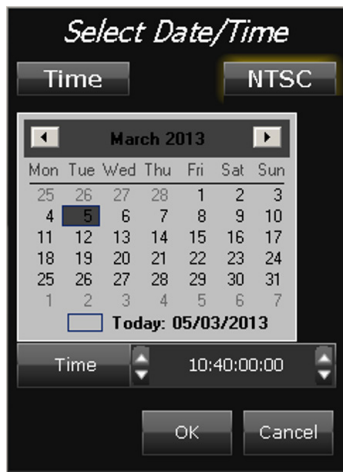 Select Date/Time
Time NTSC
March 2013
Mon Tue Wed Thu Fri Sat Sun
25 26 27 28 1 2 3
4 5 6 7 8 9 10
11 12 13 14 15 16 17
18 19 20 21 22 23 24
25 26 27 28 29 30 31
1 2 3 4 5 6 7
Today: 05/03/2013
Time 10:40:00:00
OK Cancel